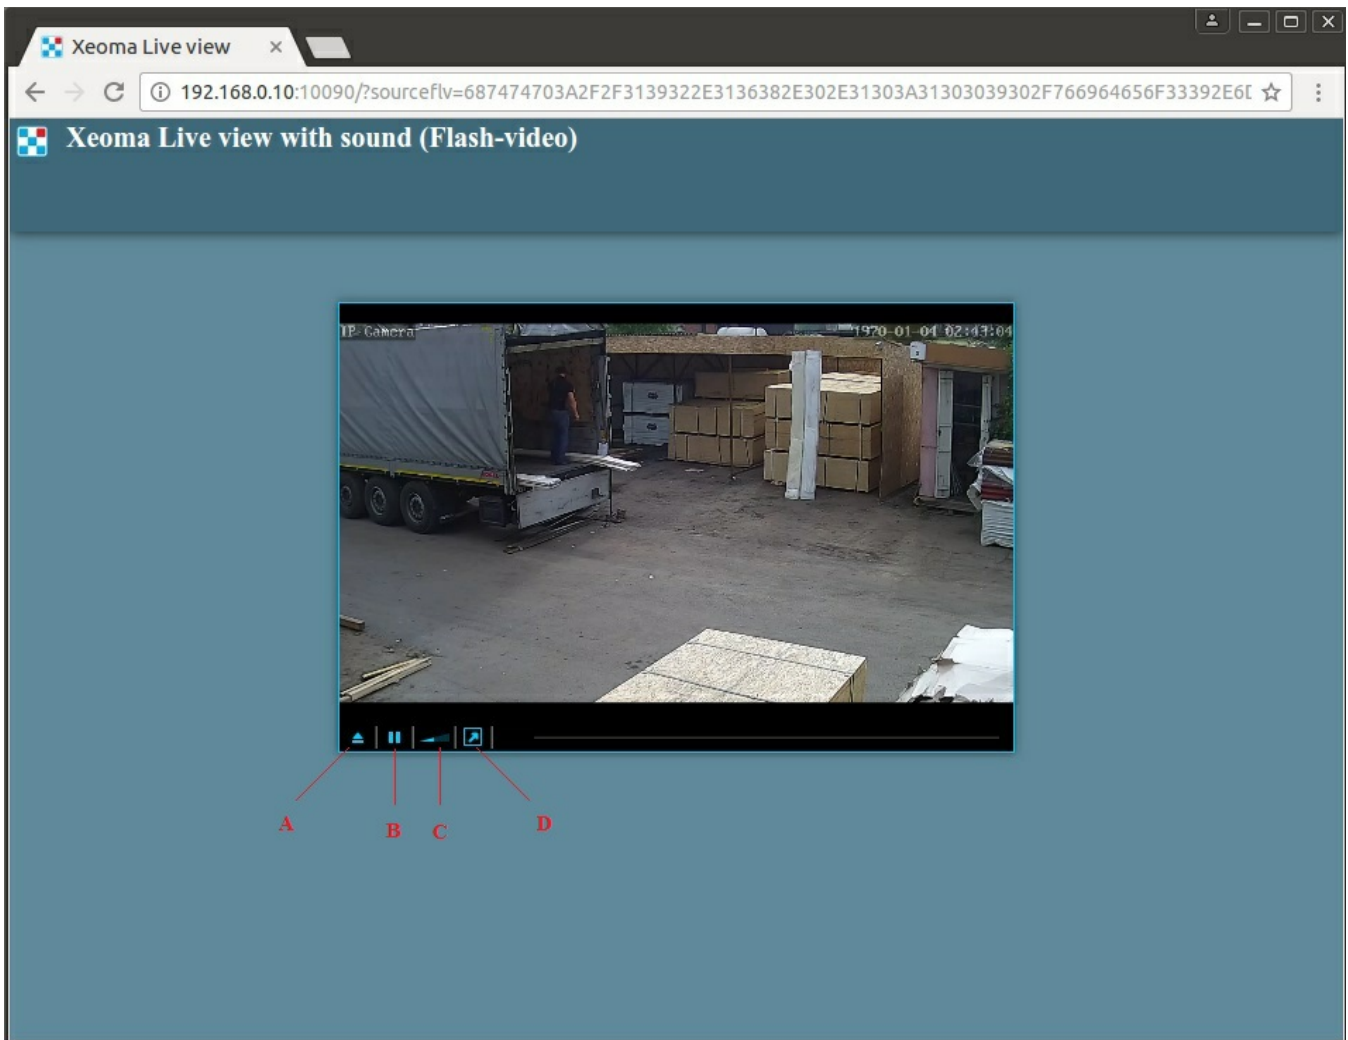 Xeoma Live view
192.168.0.10:10090/?sourceflv=687474703A2F2F3139322E3136382E302E31303A31303039302F766964656F33392E6D
Xeoma Live view with sound (Flash-video)
IP Camera
1970-01-04 02:43:04
A
B
C
D